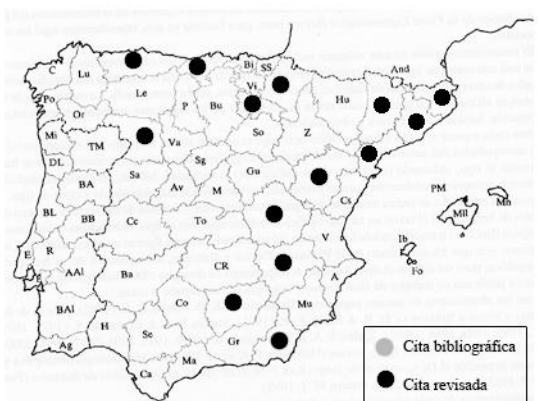 C
Lu
Bi
SS
And
Po
Le
Vi
Hu
Or
P
Bu
Mi
TM
Va
So
Z
DL
Sg
Sa
Av
M
Gu
BA
Cs
PM
Mll
Mn
BL
BB
Cc
To
V
Ib
Fo
E
R
AAl
Ba
CR
A
BAl
Co
Mu
H
Se
Gr
Ag
Ma
Ca
Cita bibliográfica
Cita revisada